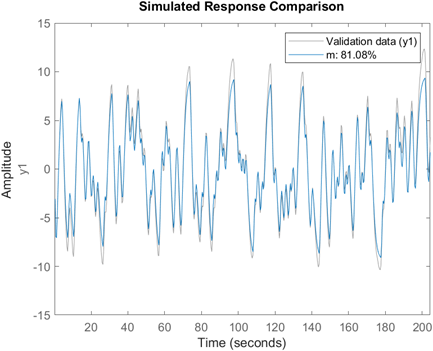 Simulated Response Comparison
Validation data (y1)
m: 81.08%
Amplitude
y1
15
10
5
0
-5
-10
-15
20 40 60 80 100 120 140 160 180 200
Time (seconds)